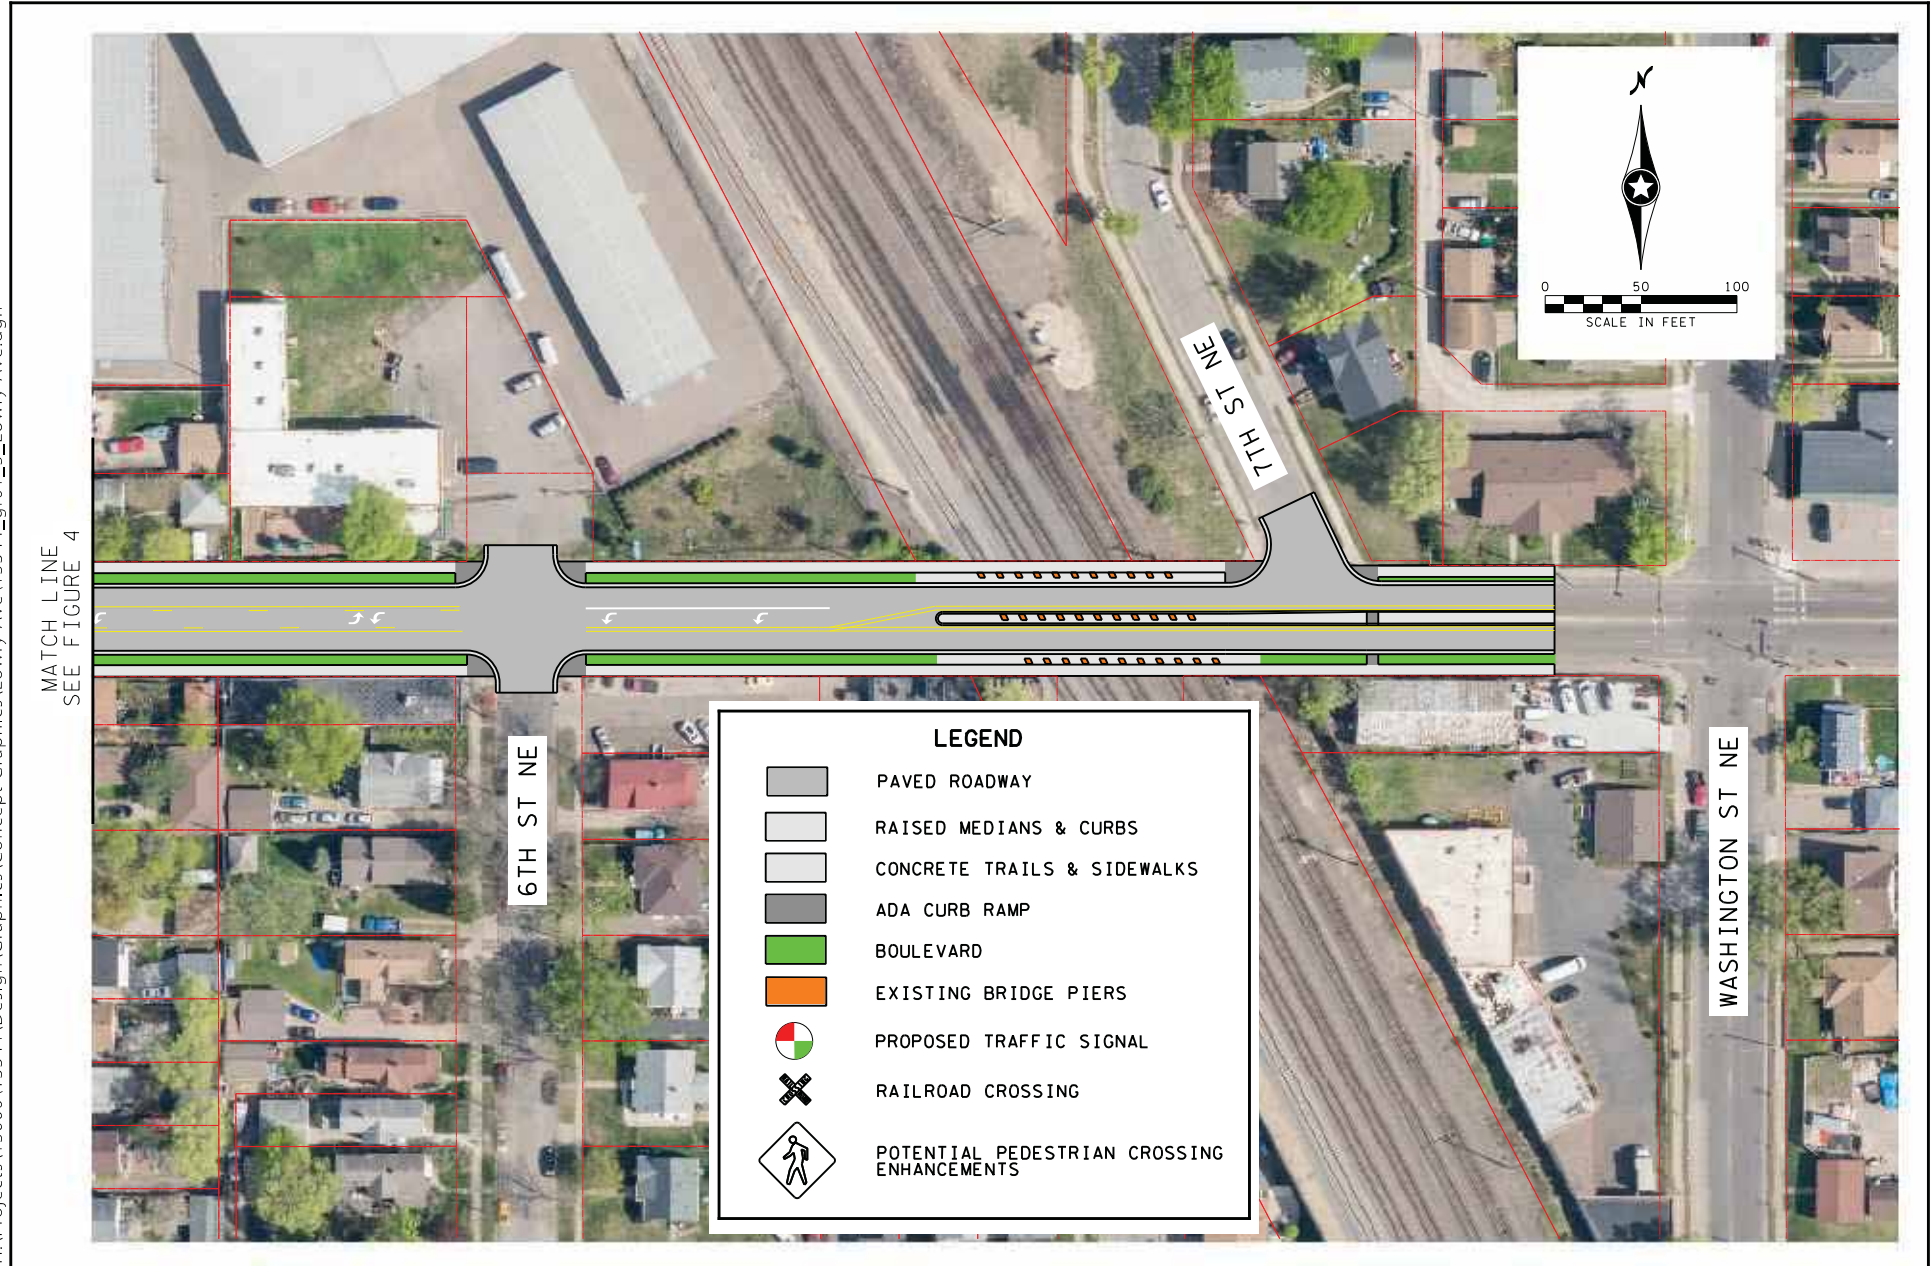 N
0 50 100
SCALE IN FEET
7TH ST NE
MATCH LINE
SEE FIGURE 4
6TH ST NE
WASHINGTON ST NE
LEGEND
PAVED ROADWAY
RAISED MEDIANS & CURBS
CONCRETE TRAILS & SIDEWALKS
ADA CURB RAMP
BOULEVARD
EXISTING BRIDGE PIERS
PROPOSED TRAFFIC SIGNAL
RAILROAD CROSSING
POTENTIAL PEDESTRIAN CROSSING
ENHANCEMENTS